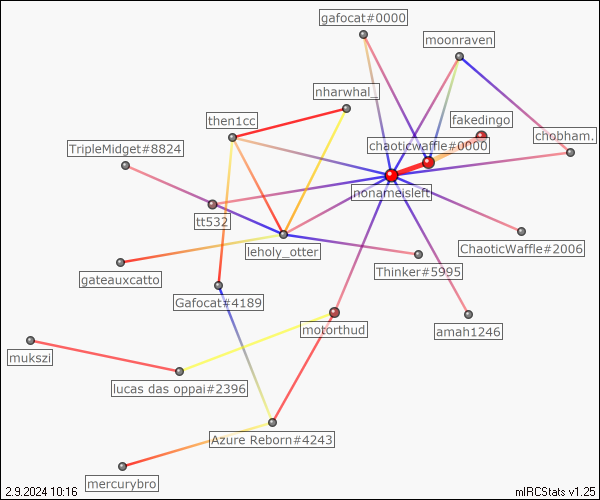 gafocat#0000
moonraven
nharwhal_
fakedingo
then1cc
chobham.
chaoticwaffle#0000
TripleMidget#8824
nonameisleft
tt532
ChaoticWaffle#2006
leholy_otter
Thinker#5995
gateauxcatto
Gafocat#4189
motorthud
amah1246
mukszi
lucas das oppai#2396
Azure Reborn#4243
mercurybro
2.9.2024 10:16
mIRCStats v1.25